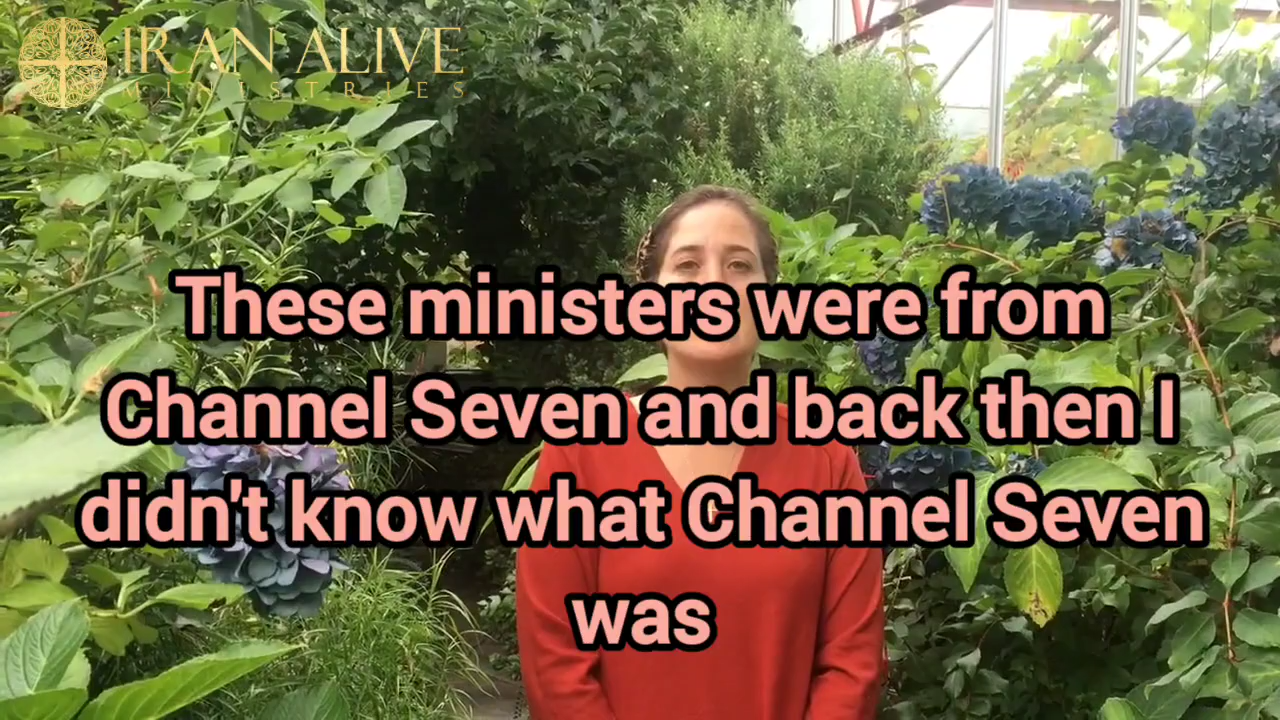 IRAN ALIVE
MINISTRIES
These ministers were from
Channel Seven and back then I
didn't know what Channel Seven
was